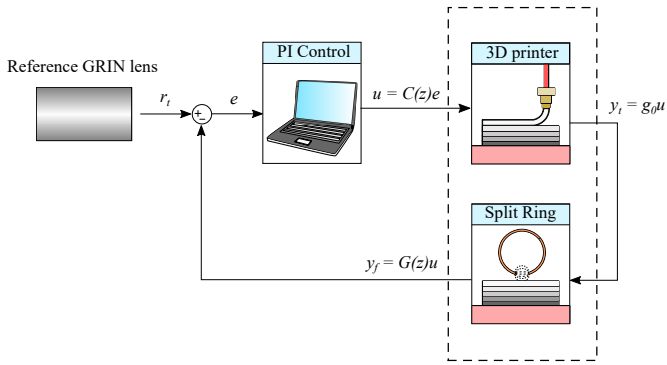 Reference GRIN lens
r_t
+
−
e
PI Control
u = C(z)e
3D printer
y_t = g_0u
Split Ring
y_f = G(z)u